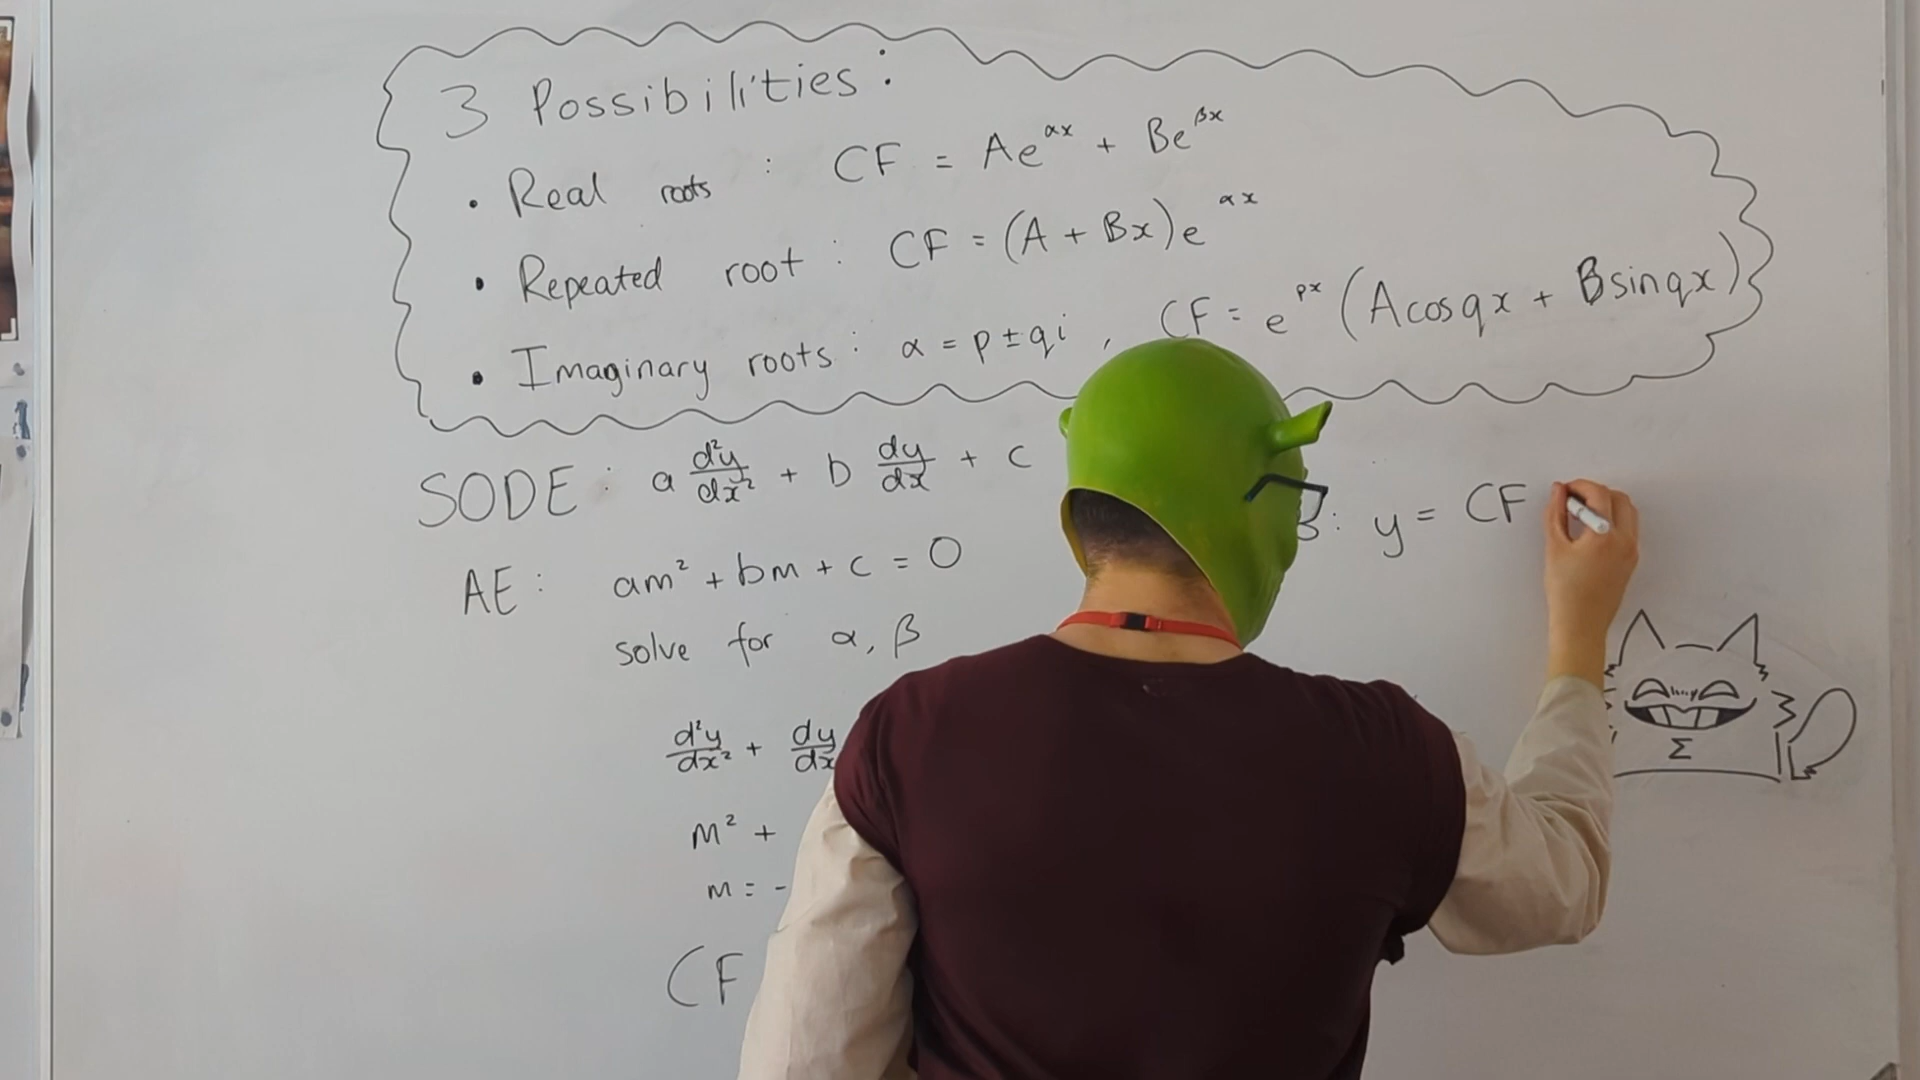 3 Possibilities:
• Real roots : CF = Ae^αx + Be^βx
• Repeated root : CF = (A + Bx)e^αx
• Imaginary roots : α = p ± qi , CF = e^px (Acosqx + Bsinqx)
SODE : a d²y/dx² + b dy/dx + c
: y = CF
AE : am² + bm + c = 0
solve for α, β
d²y/dx² + dy/dx
Σ
m² +
m = -
CF